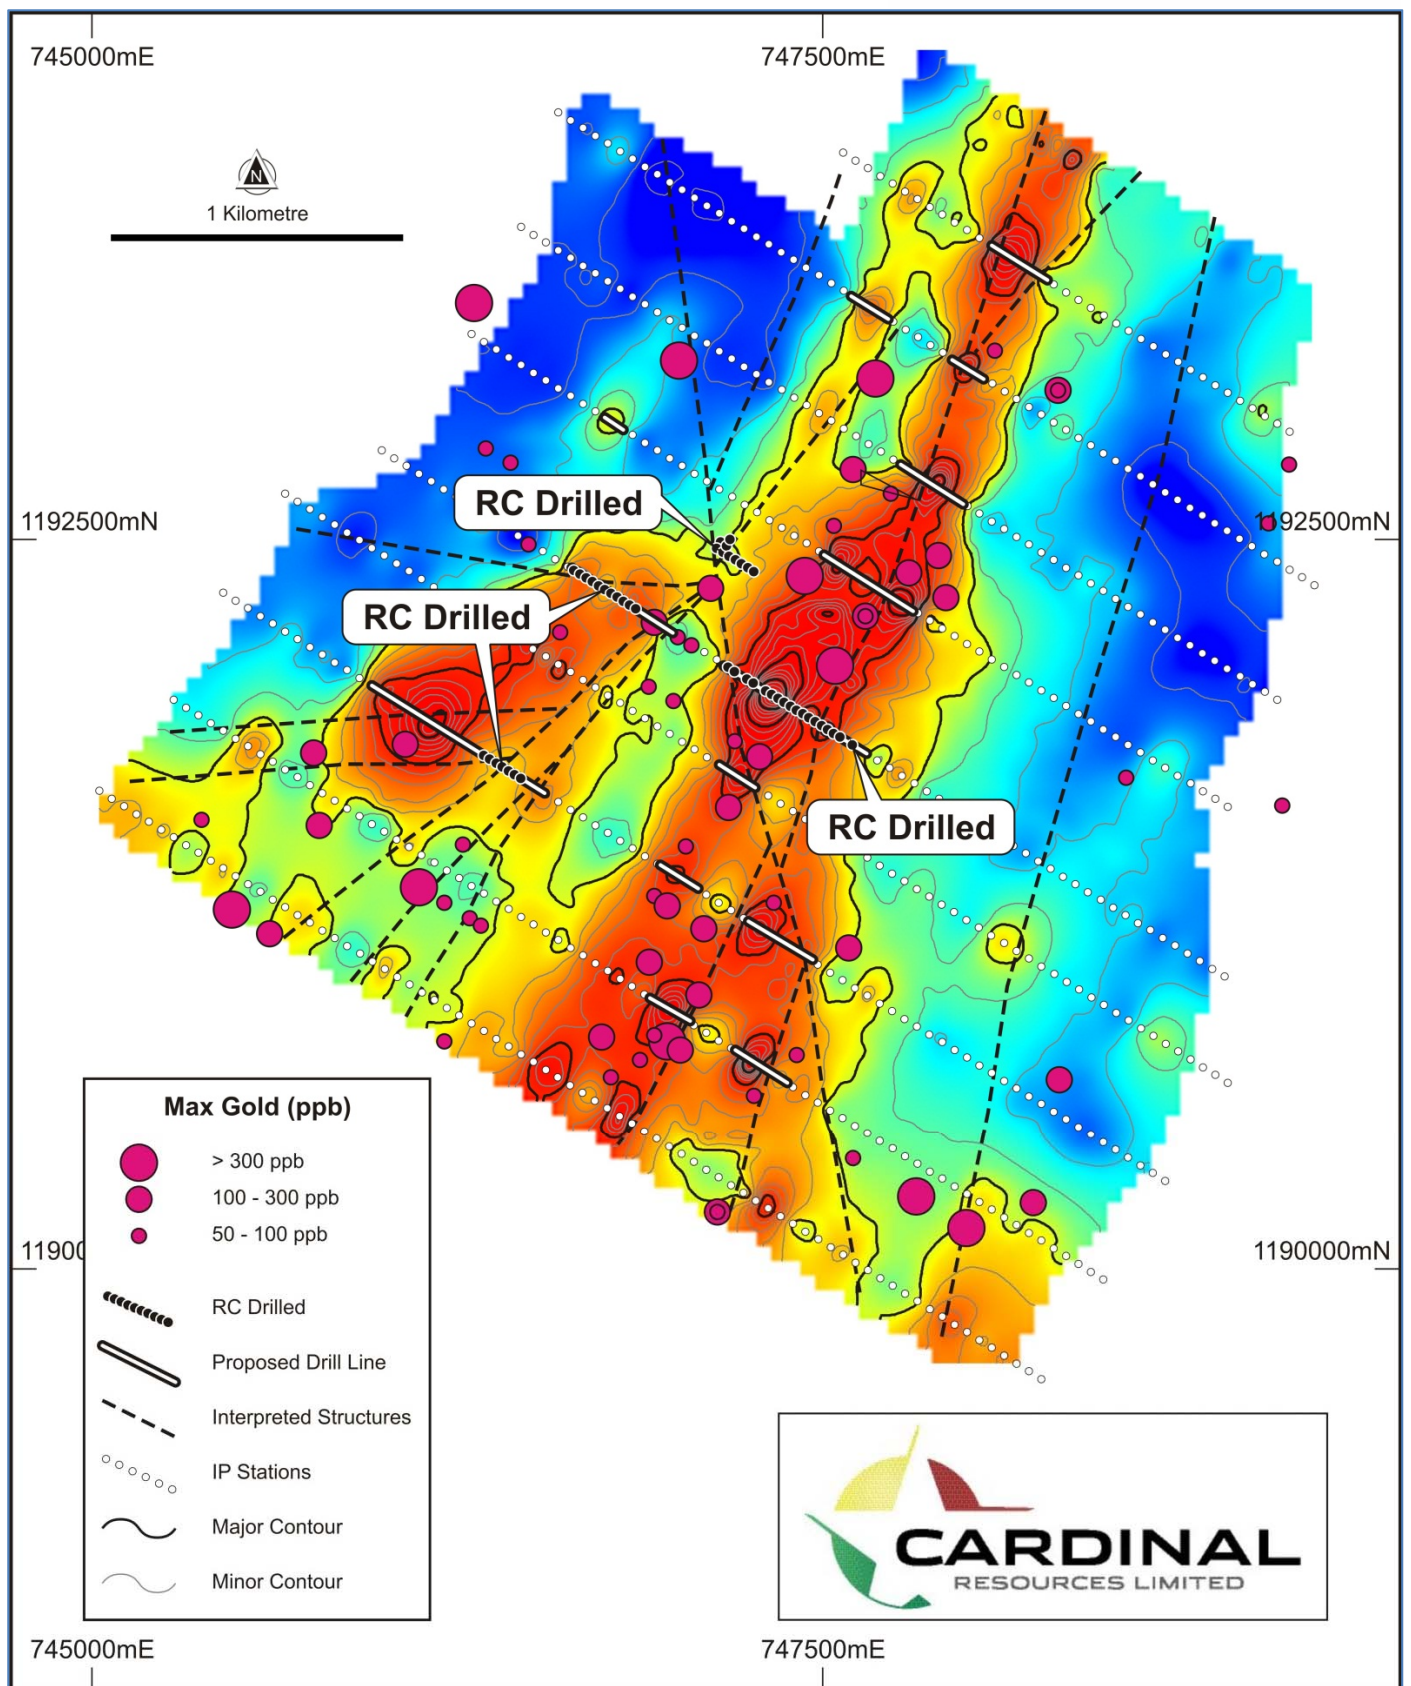 745000mE
747500mE
N
1 Kilometre
RC Drilled
1192500mN
1192500mN
RC Drilled
RC Drilled
Max Gold (ppb)
> 300 ppb
100 - 300 ppb
50 - 100 ppb
1190000mN
1190
RC Drilled
Proposed Drill Line
Interpreted Structures
IP Stations
Major Contour
Minor Contour
CARDINAL
RESOURCES LIMITED
745000mE
747500mE